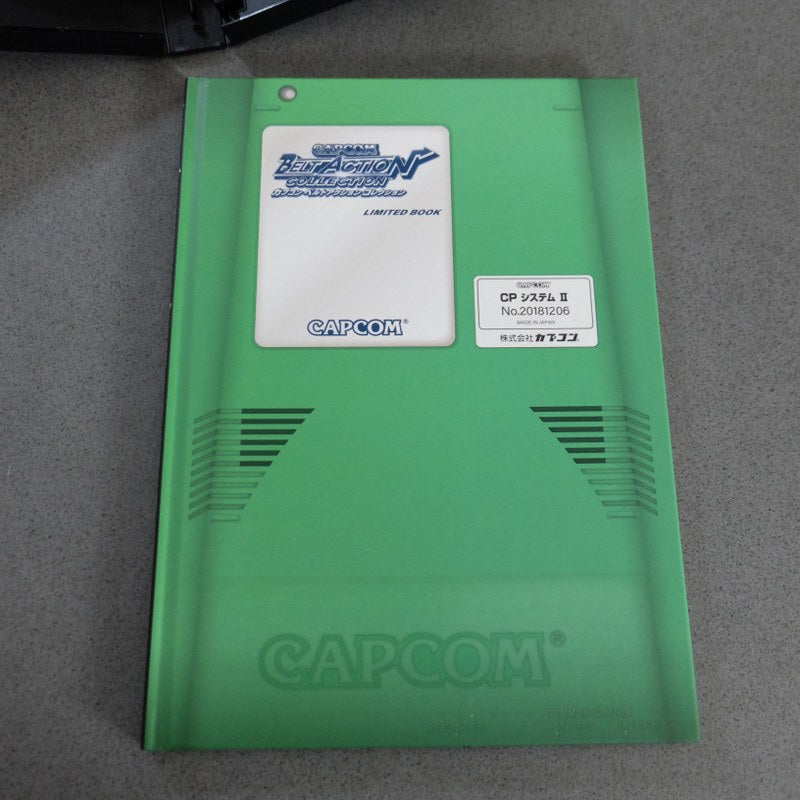 CAPCOM
BELT ACTION
COLLECTION
カプコン ベルトアクション コレクション
LIMITED BOOK
CAPCOM®
CAPCOM
CP システム II
No.20181206
MADE IN JAPAN
株式会社カプコン
CAPCOM®
REGISTER
COMMUNICATION